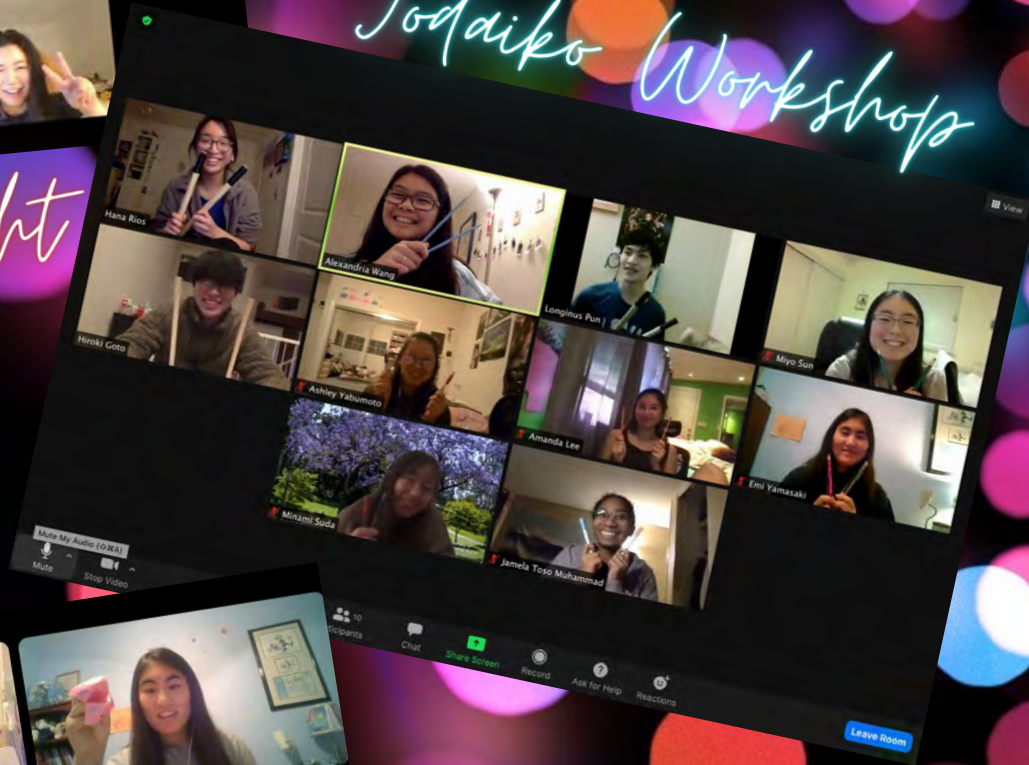 Jodaiko Workshop
View
ht
Hana Rios
Alexandria Wang
Longinus Pun
Miyo Sun
Hiroki Goto
Ashley Yabumoto
Amanda Lee
Emi Yamasaki
Minami Suda
Jamela Toso Muhammad
Mute My Audio (⇧⌘A)
Mute
Stop Video
ticipants
10
Chat
Share Screen
Record
Ask for Help
Reactions
Leave Room